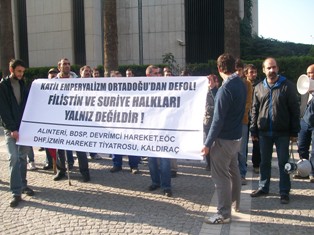 KATİL EMPERYALİZM ORTADOĞU'DAN DEFOL!
FİLİSTİN VE SURİYE HALKLARI
YALNIZ DEĞİLDİR !
ALINTERİ, BDSP, DEVRİMCİ HAREKET, EÖC
DHF, İZMİR HAREKET TİYATROSU, KALDIRAÇ